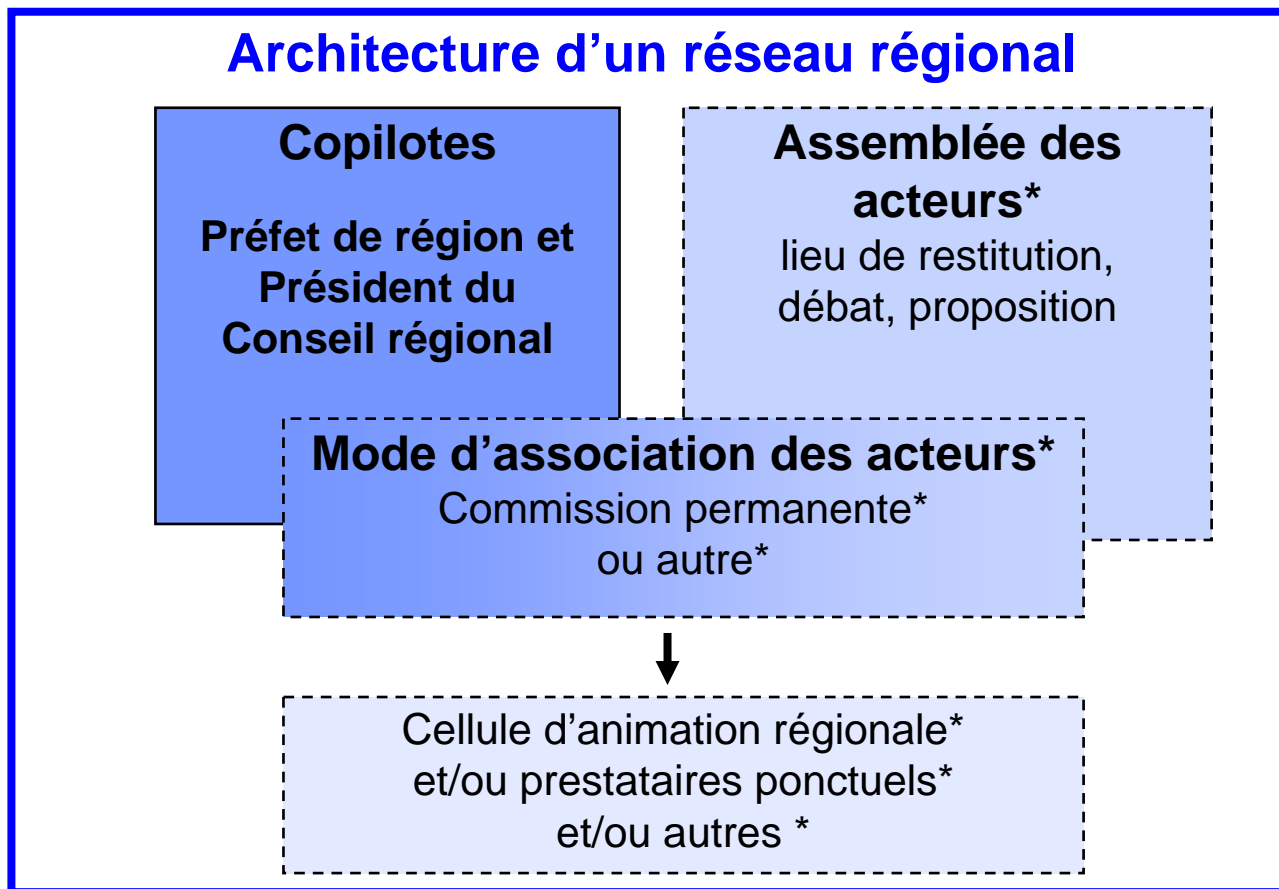 Architecture d’un réseau régional
Copilotes
Préfet de région et
Président du
Conseil régional
Assemblée des
acteurs*
lieu de restitution,
débat, proposition
Mode d’association des acteurs*
Commission permanente*
ou autre*
Cellule d’animation régionale*
et/ou prestataires ponctuels*
et/ou autres *